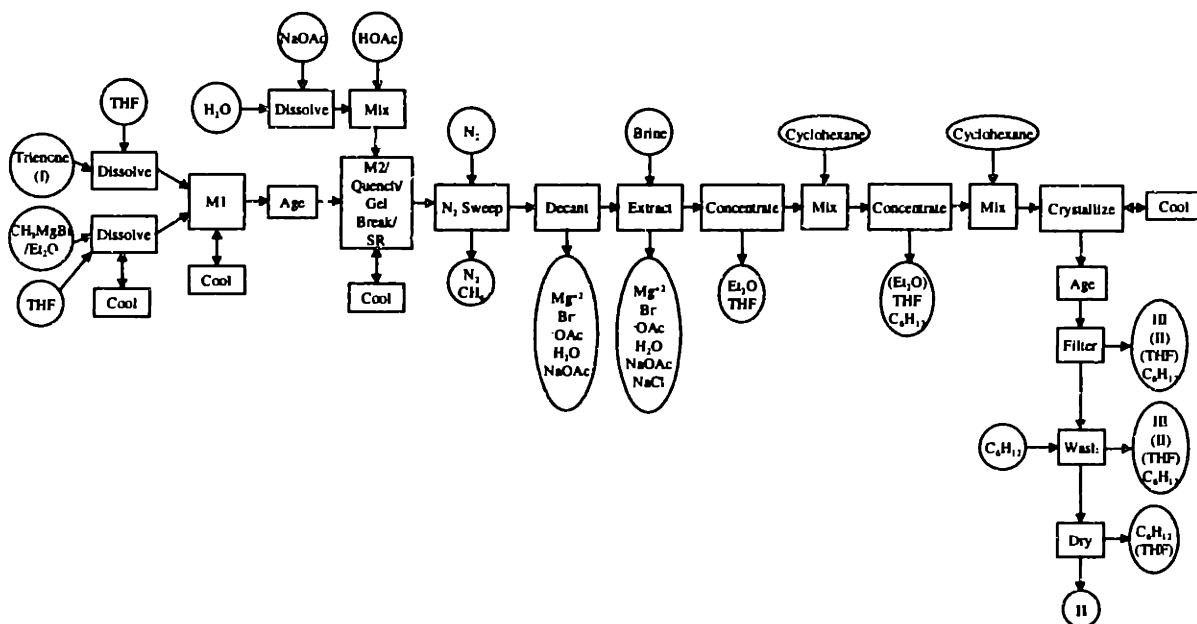 NaOAc
HOAc
THF
H₂O
Dissolve
Mix
N₂
Brine
Cyclohexane
Cyclohexane
Trienone
(I)
Dissolve
M1
Age
M2/
Quench/
Gel
Break/
SR
N₂ Sweep
Decant
Extract
Concentrate
Mix
Concentrate
Mix
Crystallize
Cool
CH₃MgBr
/Et₂O
Dissolve
THF
Cool
Cool
Cool
N₂
CH₄
Mg⁺²
Br
⁻OAc
H₂O
NaOAc
Mg⁺²
Br
⁻OAc
H₂O
NaOAc
NaCl
Et₂O
THF
(Et₂O)
THF
C₆H₁₂
Age
Filter
III
(II)
(THF)
C₆H₁₂
C₆H₁₂
Wash
III
(II)
(THF)
C₆H₁₂
Dry
C₆H₁₂
(THF)
II